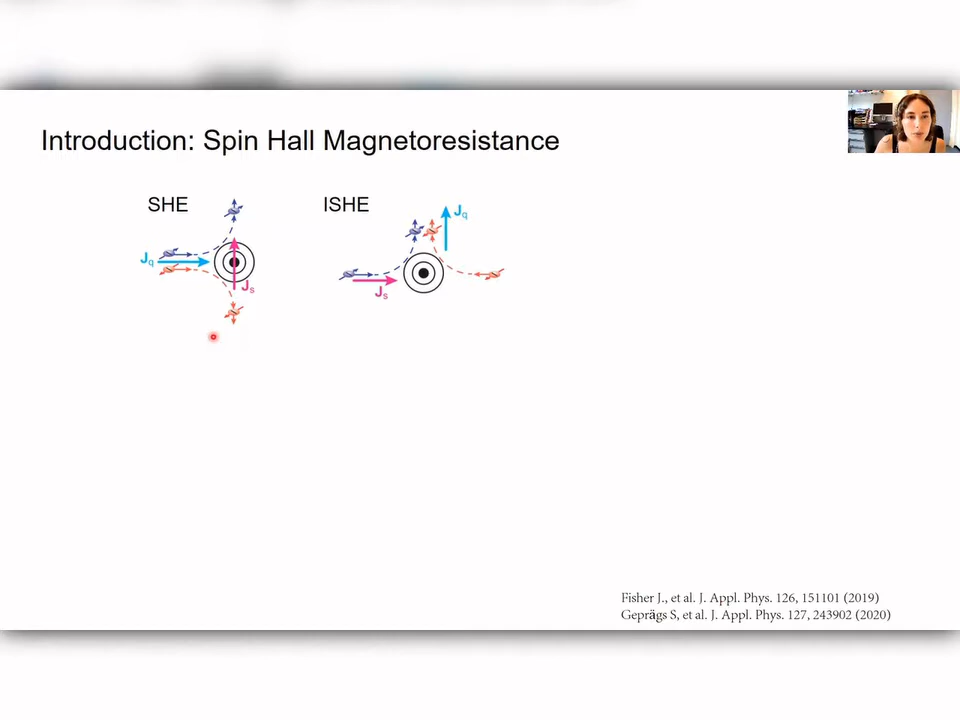 Introduction: Spin Hall Magnetoresistance
SHE
ISHE
Jq
Js
Jq
Js
Fisher J., et al. J. Appl. Phys. 126, 151101 (2019)
Geprägs S, et al. J. Appl. Phys. 127, 243902 (2020)